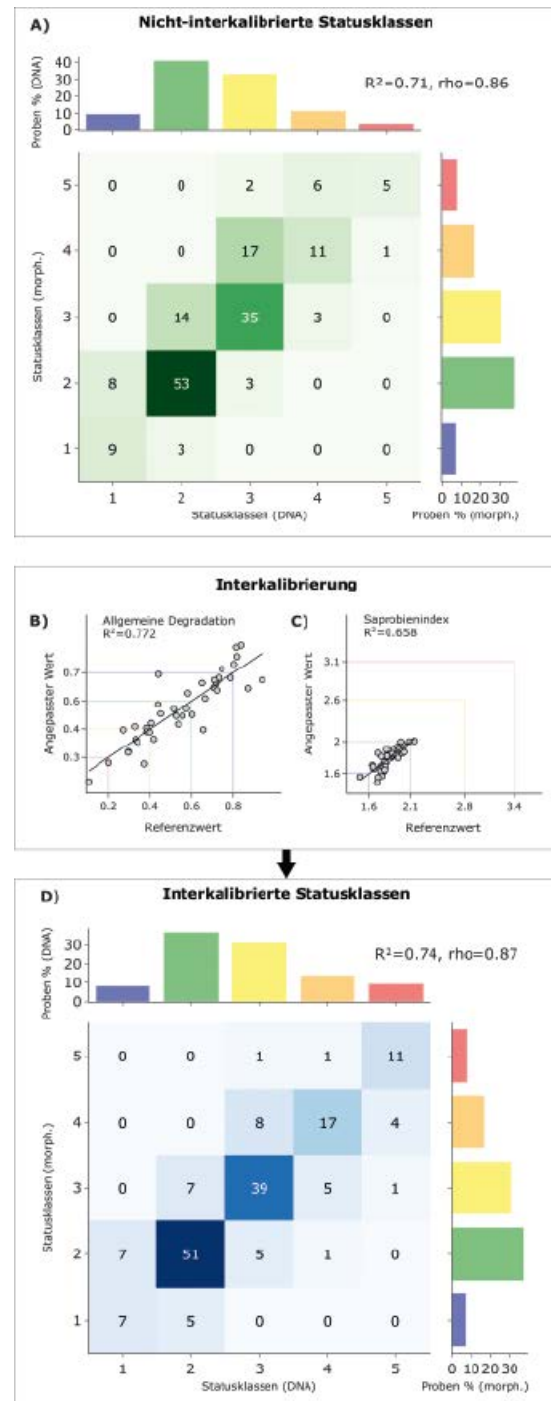 A) Nicht-interkalibrierte Statusklassen
Proben % (DNA)
40
30
20
10
0
R²=0.71, rho=0.86
Statusklassen (morph.)
5 0 0 2 6 5
4 0 0 17 11 1
3 0 14 35 3 0
2 8 53 3 0 0
1 9 3 0 0 0
1 2 3 4 5
0 10 20 30
Statusklassen (DNA)
Proben % (morph.)
Interkalibrierung
B) Allgemeine Degradation
R²=0.772
Angepasster Wert
0.7
0.6
0.4
0.3
0.2 0.4 0.6 0.8
Referenzwert
C) Saprobienindex
R²=0.658
Angepasster Wert
3.1
2.6
2
1.6
1.6 2.1 2.8 3.4
Referenzwert
D) Interkalibrierte Statusklassen
Proben % (DNA)
30
20
10
0
R²=0.74, rho=0.87
Statusklassen (morph.)
5 0 0 1 1 11
4 0 0 8 17 4
3 0 7 39 5 1
2 7 51 5 1 0
1 7 5 0 0 0
1 2 3 4 5
0 10 20 30
Statusklassen (DNA)
Proben % (morph.)